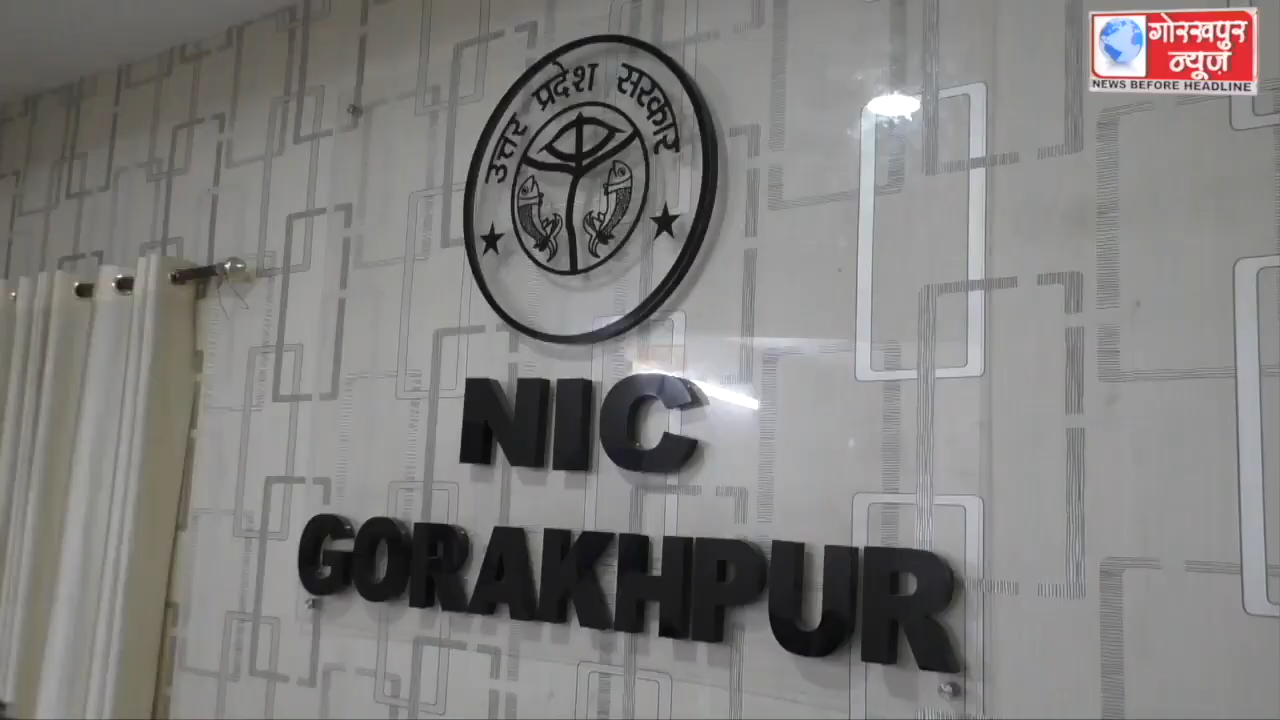 उत्तर प्रदेश सरकार
NIC
GORAKHPUR
गोरखपुर
न्यूज़
NEWS BEFORE HEADLINE